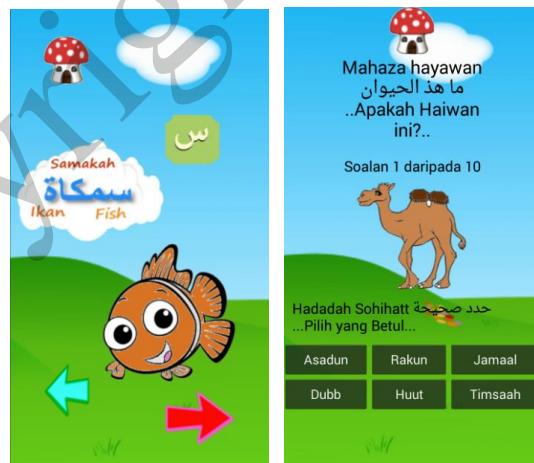 س
Samakah
سمكاة
Ikan Fish
Mahaza hayawan
ما هذ الحيوان
..Apakah Haiwan
ini?..
Soalan 1 daripada 10
Hadadah Sohihatt حدد صحيحة
...Pilih yang Betul...
Asadun Rakun Jamaal
Dubb Huut Timsaah